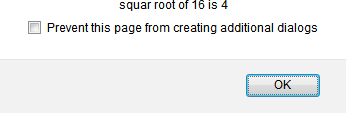 squar root of 16 is 4
Prevent this page from creating additional dialogs
OK